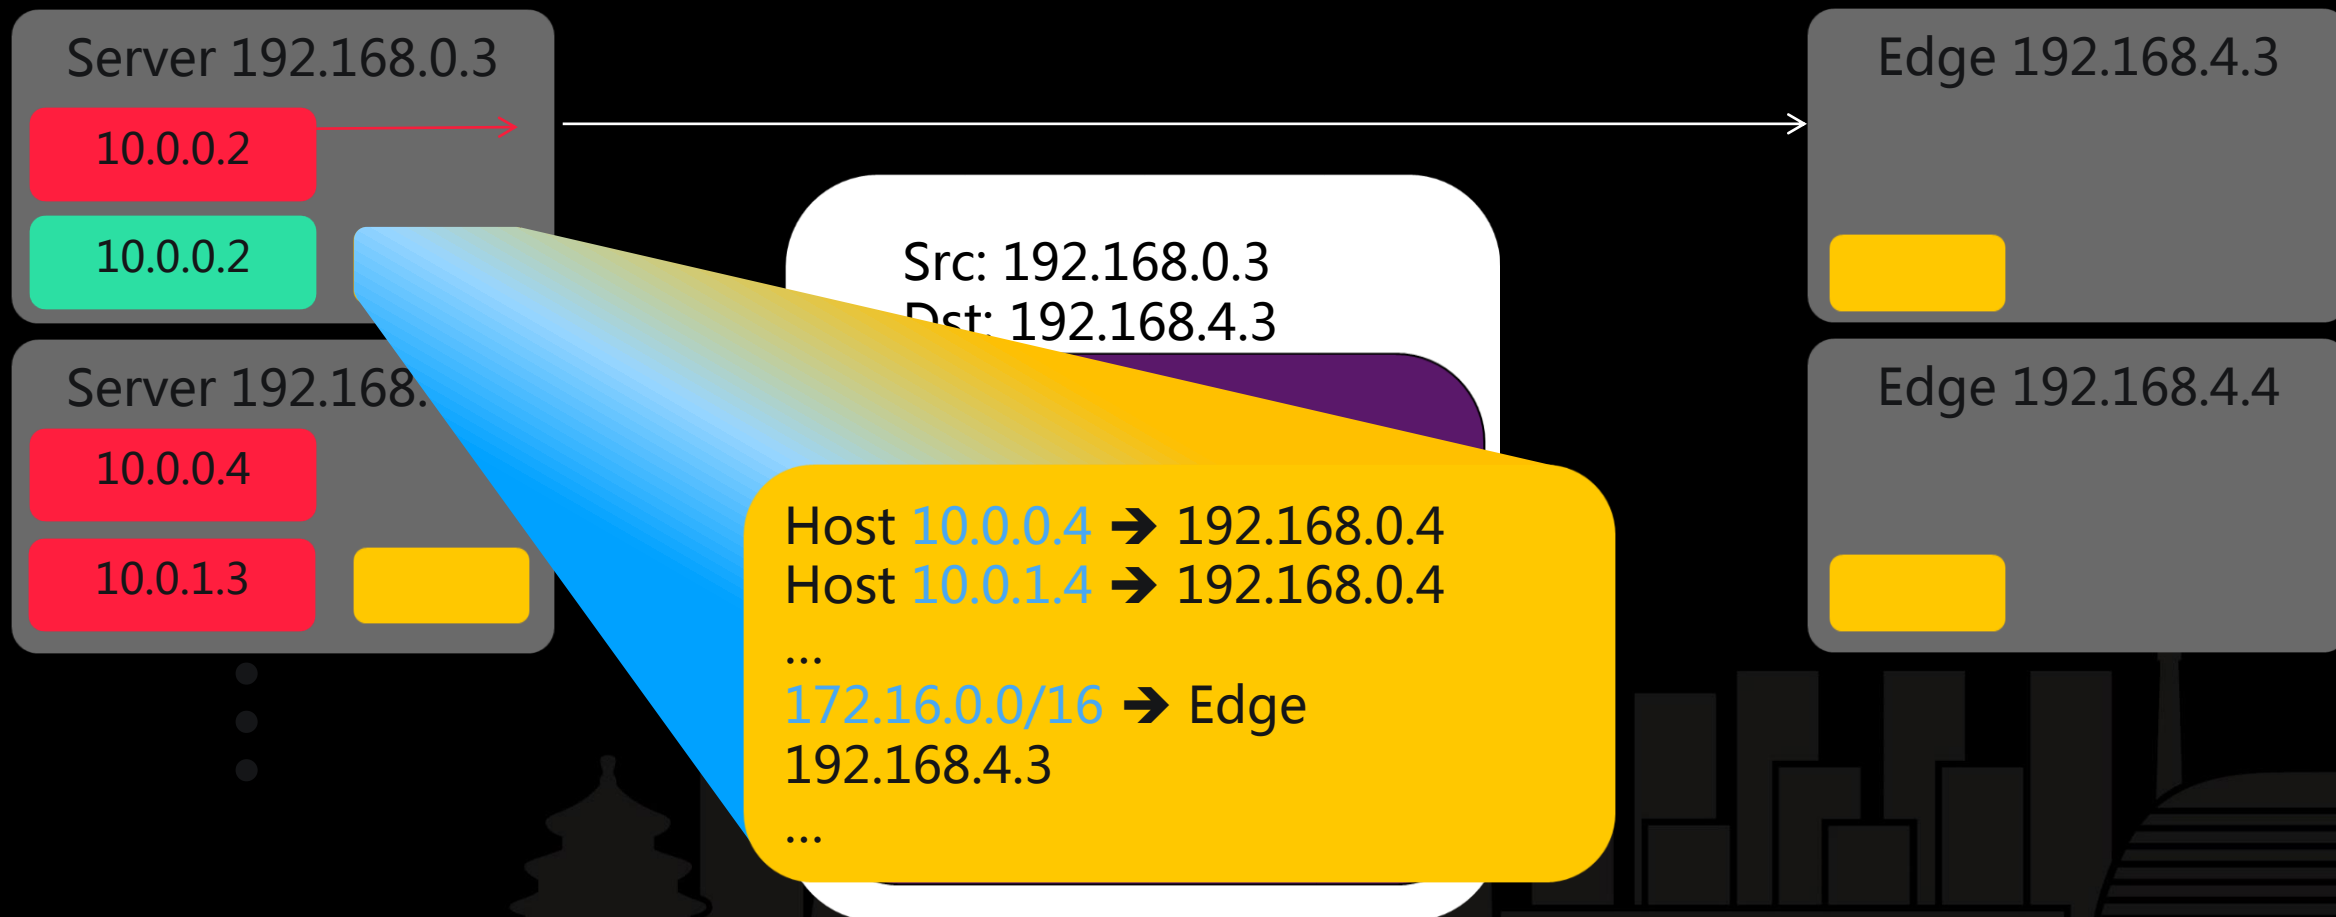 Server 192.168.0.3
10.0.0.2
10.0.0.2
Server 192.168.
10.0.0.4
10.0.1.3
Src: 192.168.0.3
Dst: 192.168.4.3
Host 10.0.0.4 ➔ 192.168.0.4
Host 10.0.1.4 ➔ 192.168.0.4
...
172.16.0.0/16 ➔ Edge
192.168.4.3
...
Edge 192.168.4.3
Edge 192.168.4.4